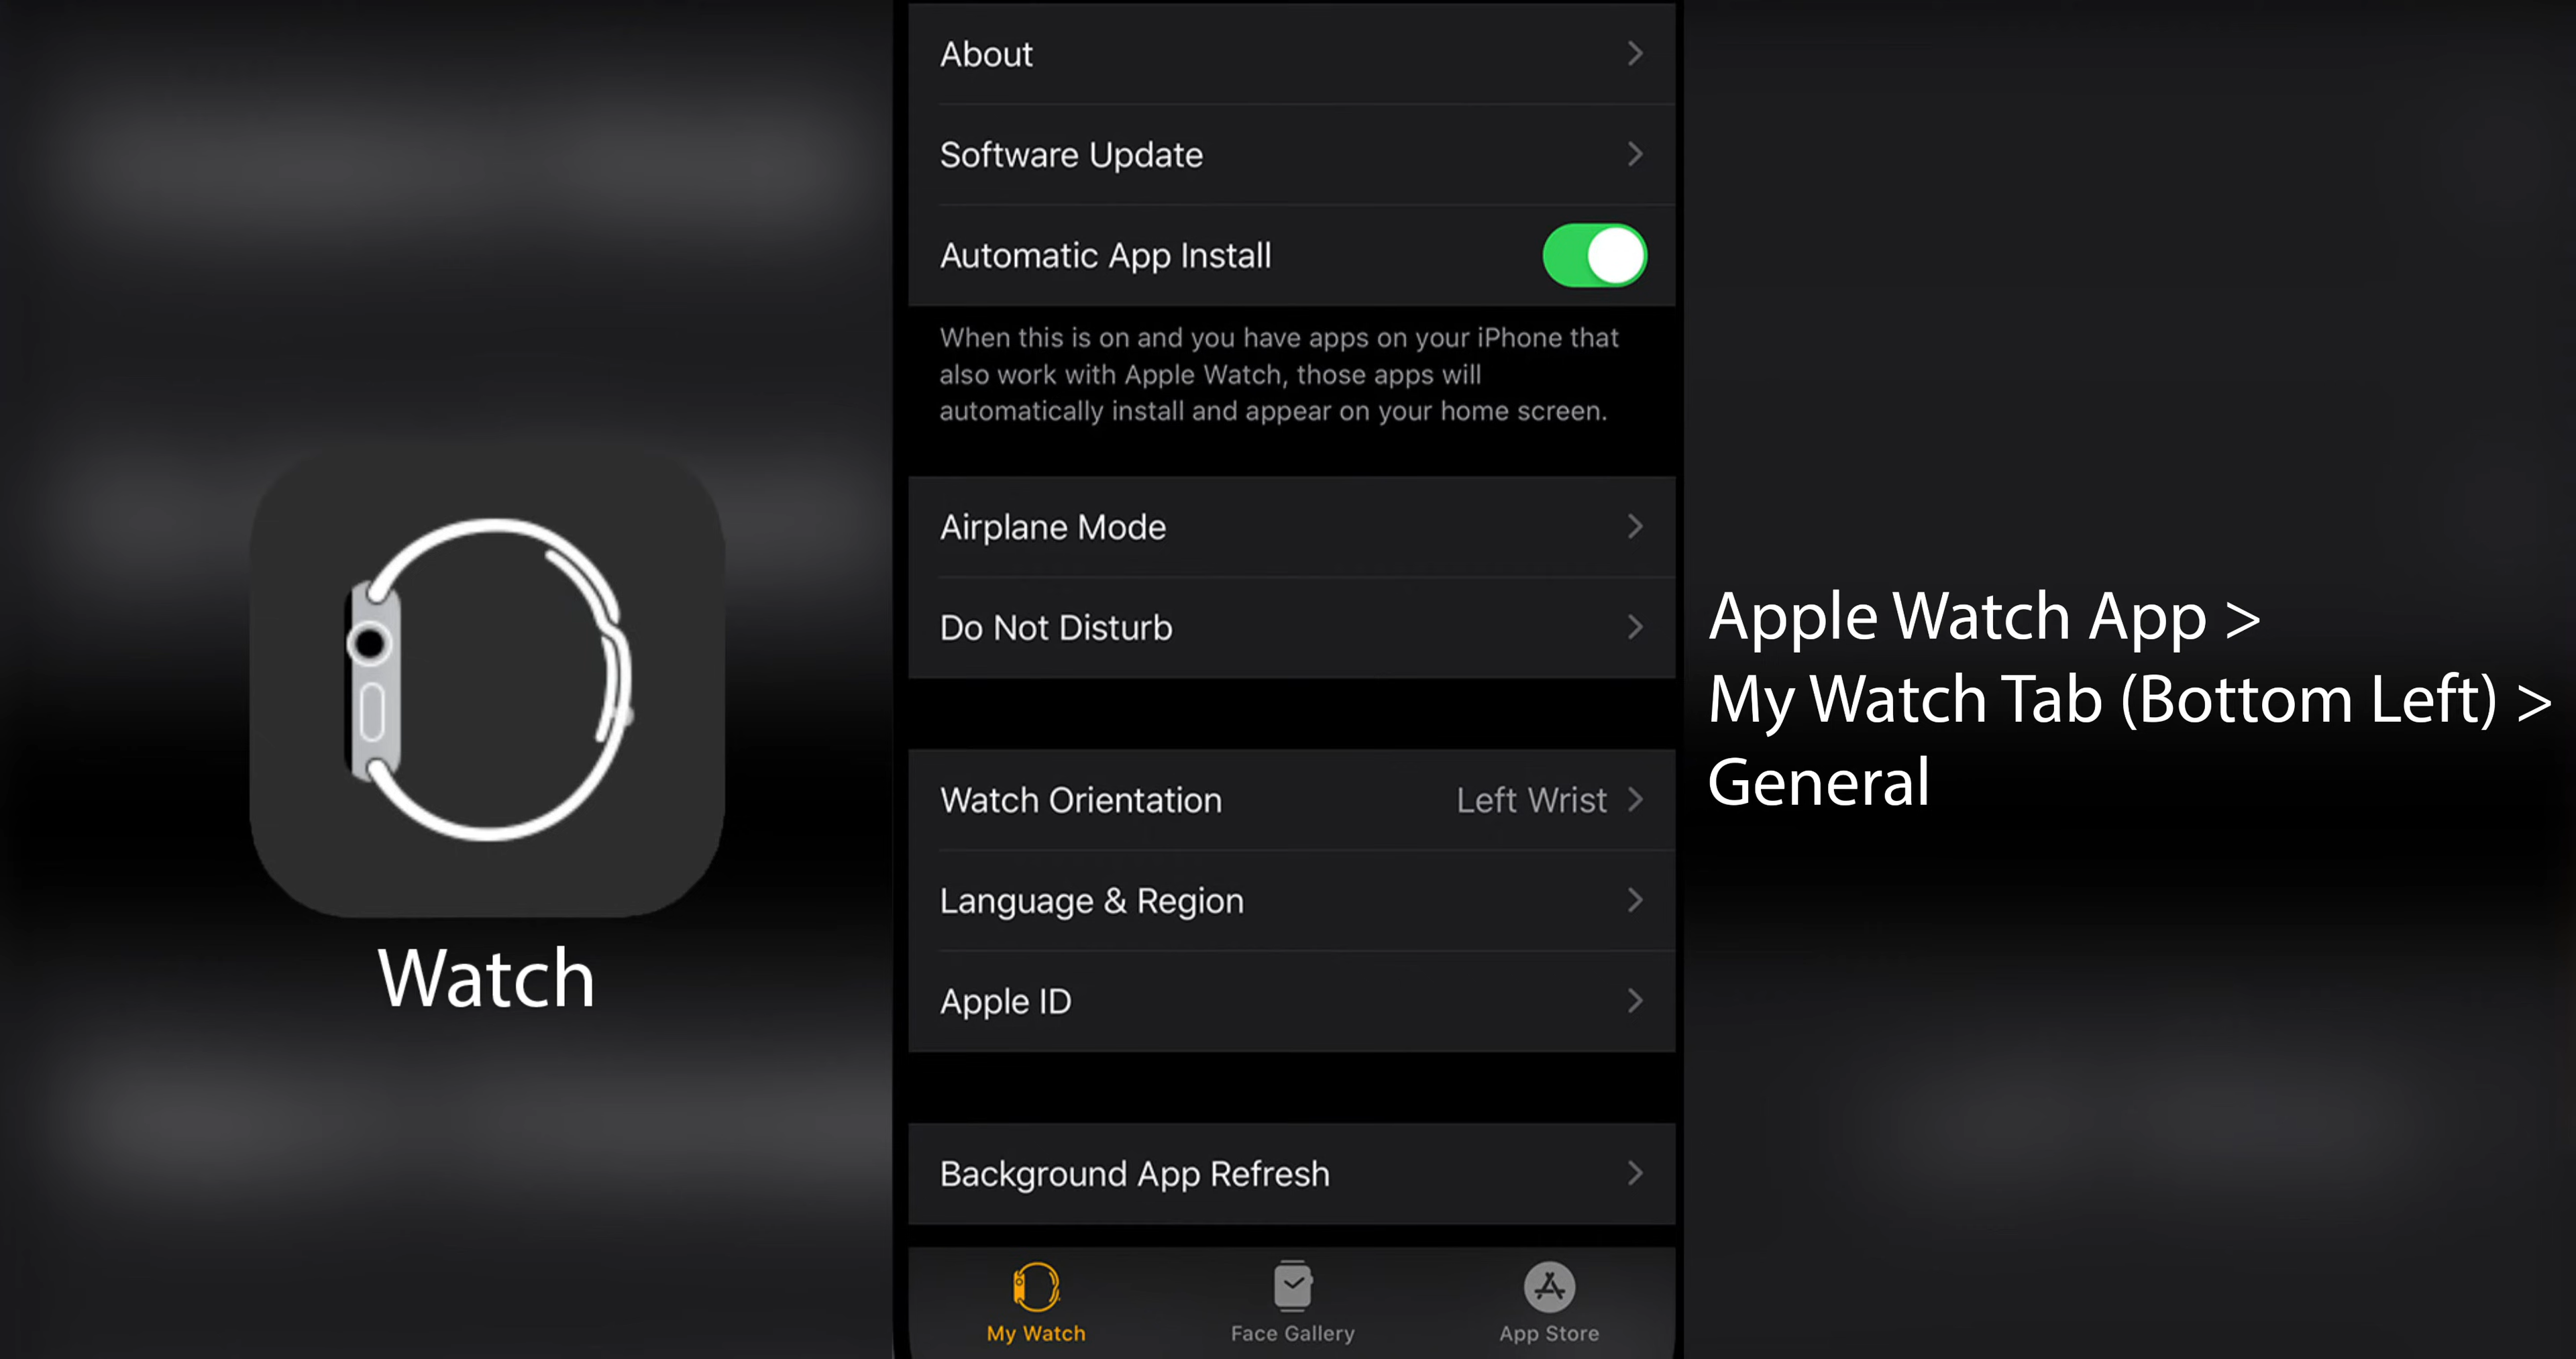 Watch
About
Software Update
Automatic App Install
When this is on and you have apps on your iPhone that
also work with Apple Watch, those apps will
automatically install and appear on your home screen.
Airplane Mode
Do Not Disturb
Watch Orientation Left Wrist
Language & Region
Apple ID
Background App Refresh
My Watch Face Gallery App Store
Apple Watch App >
My Watch Tab (Bottom Left) >
General